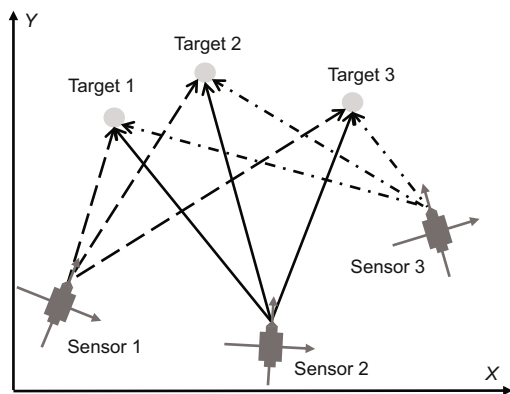 Y
Target 2
Target 1
Target 3
Sensor 3
Sensor 1
Sensor 2
X